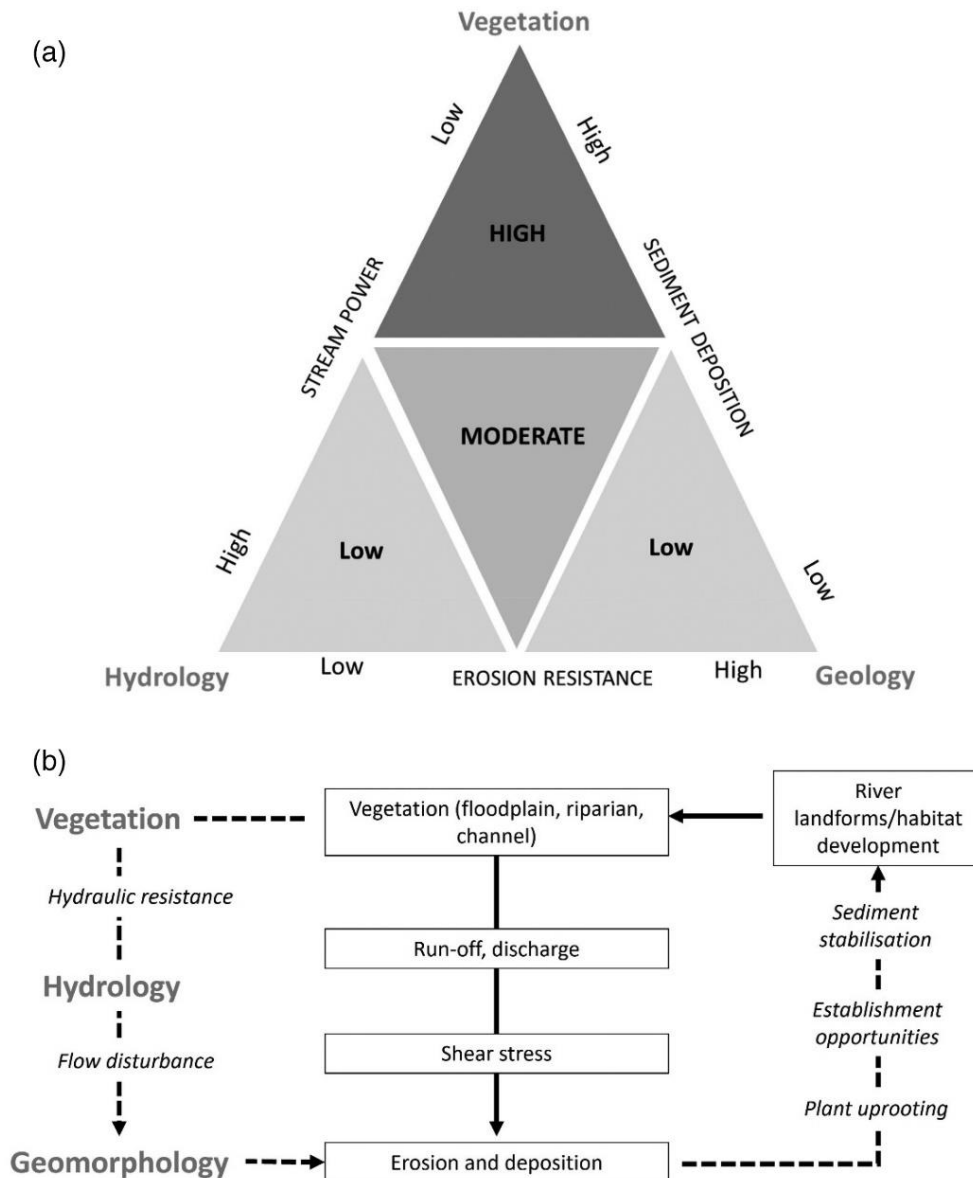 (a)
Vegetation
Low
High
HIGH
STREAM POWER
SEDIMENT DEPOSITION
MODERATE
High
Low
Low
Low
Hydrology
Low
EROSION RESISTANCE
High
Geology
(b)
Vegetation
Vegetation (floodplain, riparian,
channel)
River
landforms/habitat
development
Hydraulic resistance
Sediment
stabilisation
Run-off, discharge
Hydrology
Establishment
opportunities
Flow disturbance
Shear stress
Plant uprooting
Geomorphology
Erosion and deposition